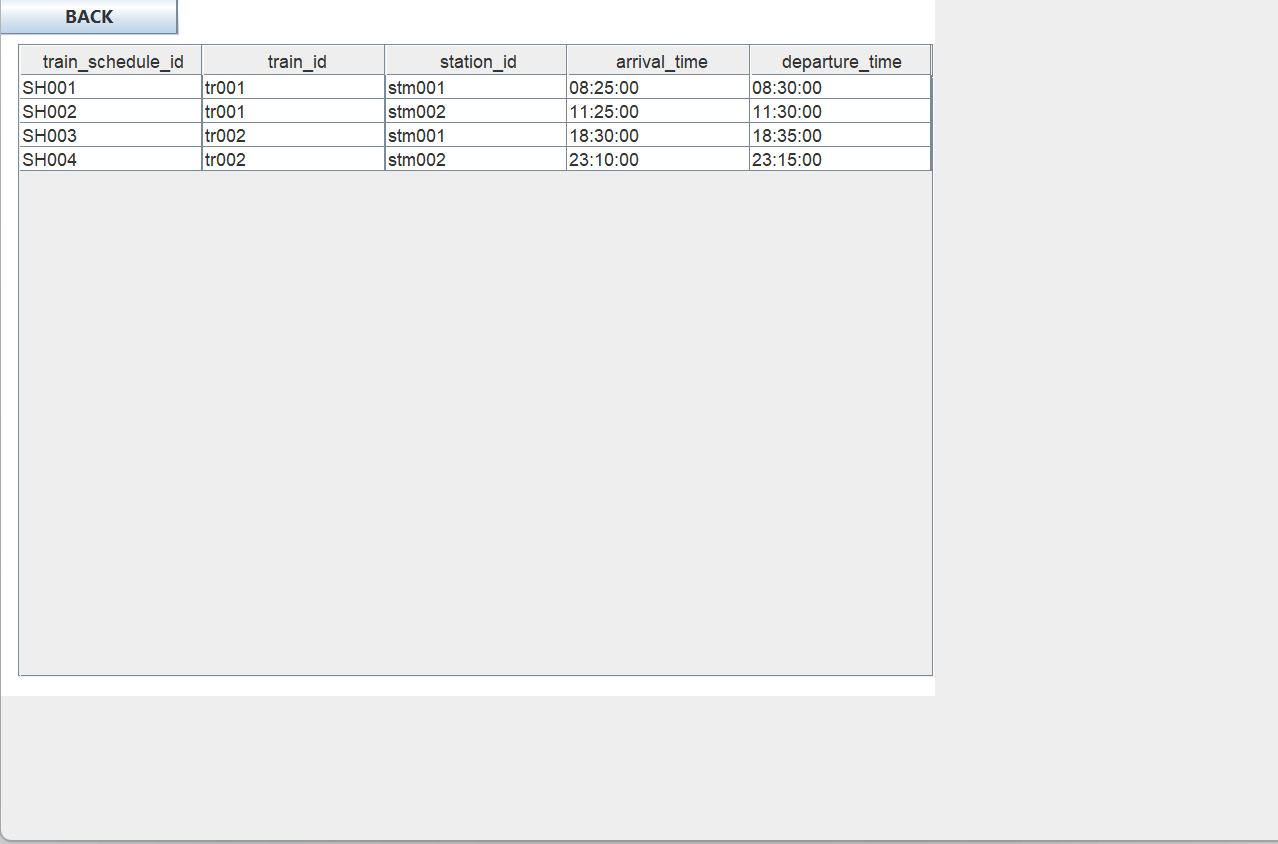 BACK
train_schedule_id train_id station_id arrival_time departure_time
SH001 tr001 stm001 08:25:00 08:30:00
SH002 tr001 stm002 11:25:00 11:30:00
SH003 tr002 stm001 18:30:00 18:35:00
SH004 tr002 stm002 23:10:00 23:15:00